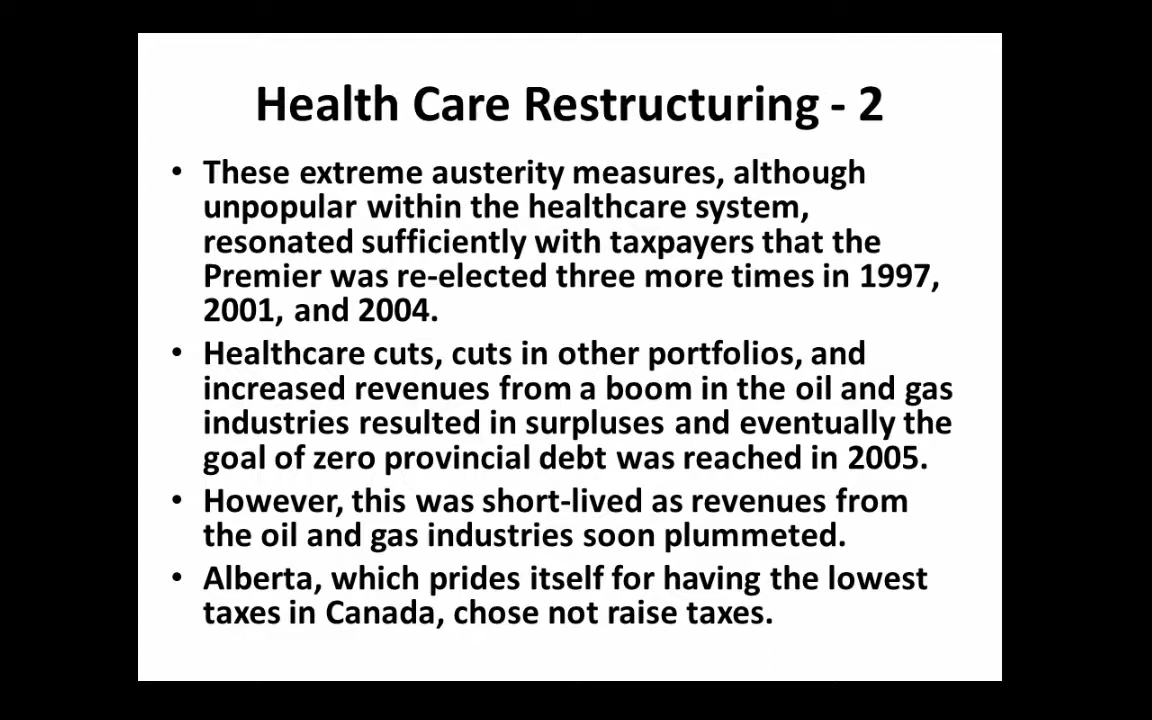 Health Care Restructuring - 2
• These extreme austerity measures, although
unpopular within the healthcare system,
resonated sufficiently with taxpayers that the
Premier was re-elected three more times in 1997,
2001, and 2004.
• Healthcare cuts, cuts in other portfolios, and
increased revenues from a boom in the oil and gas
industries resulted in surpluses and eventually the
goal of zero provincial debt was reached in 2005.
• However, this was short-lived as revenues from
the oil and gas industries soon plummeted.
• Alberta, which prides itself for having the lowest
taxes in Canada, chose not raise taxes.